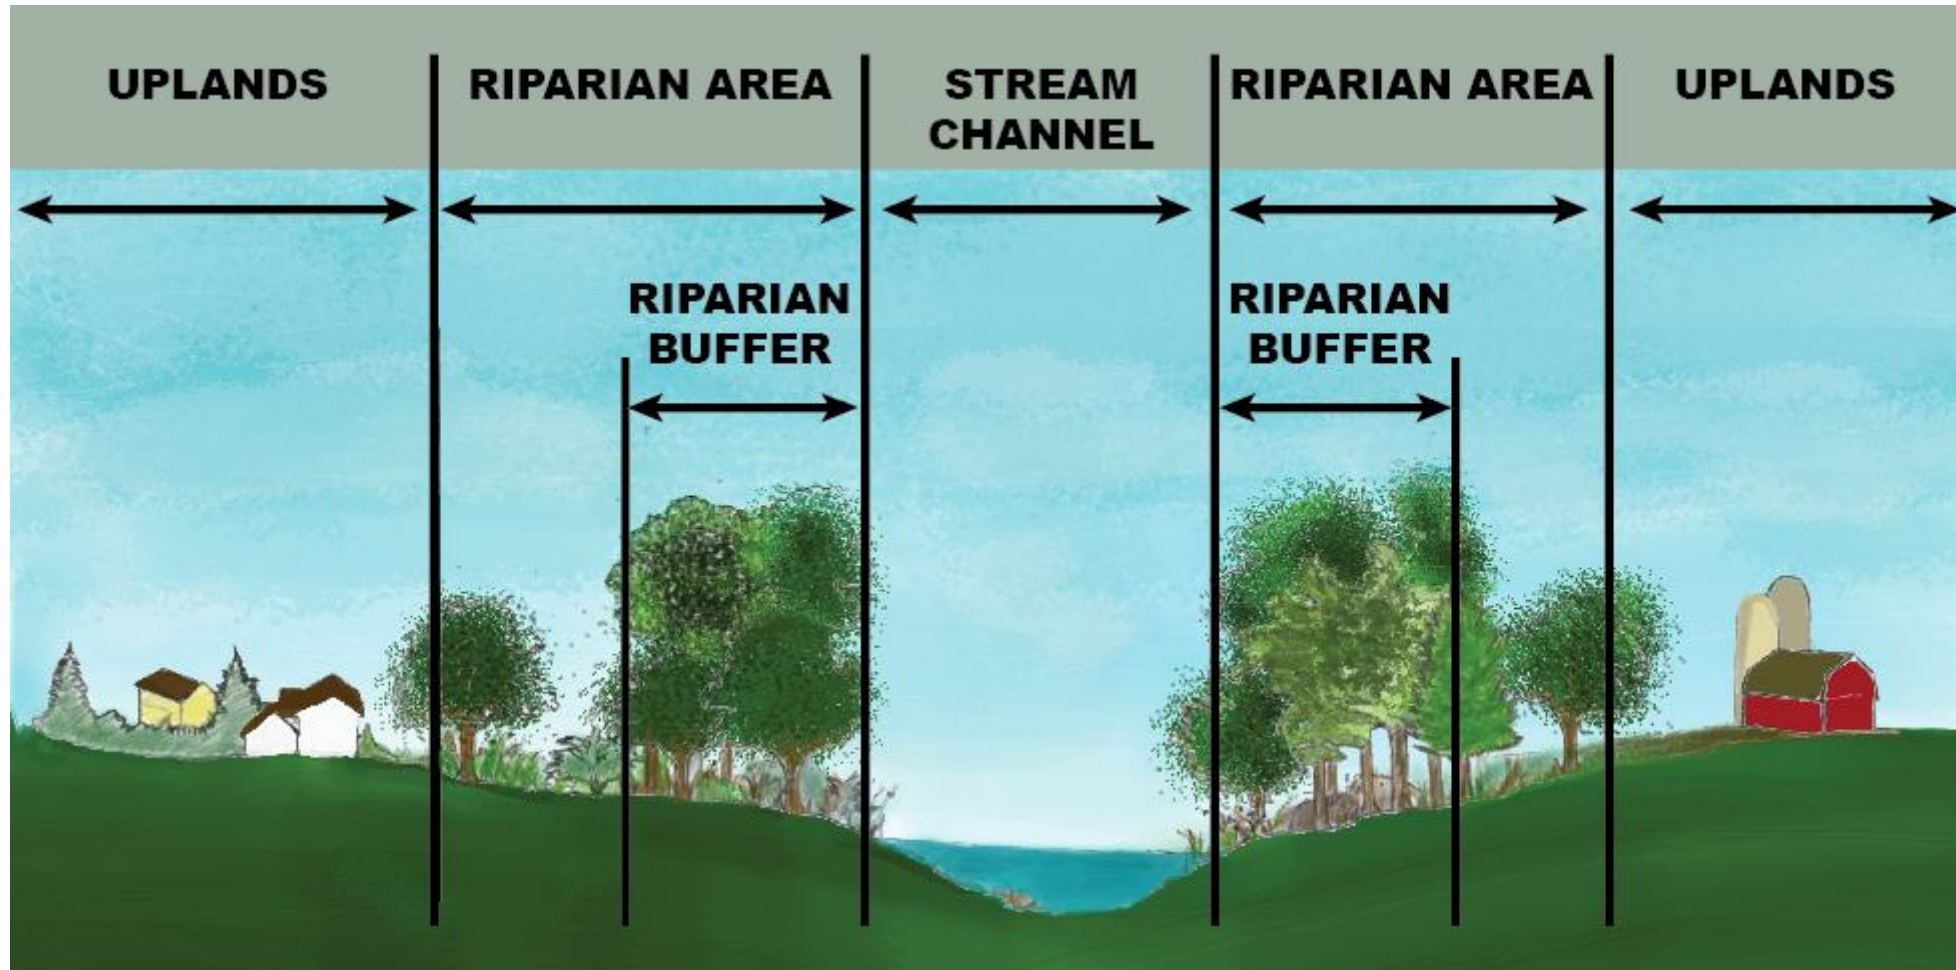 UPLANDS
RIPARIAN AREA
STREAM
CHANNEL
RIPARIAN AREA
UPLANDS
RIPARIAN
BUFFER
RIPARIAN
BUFFER